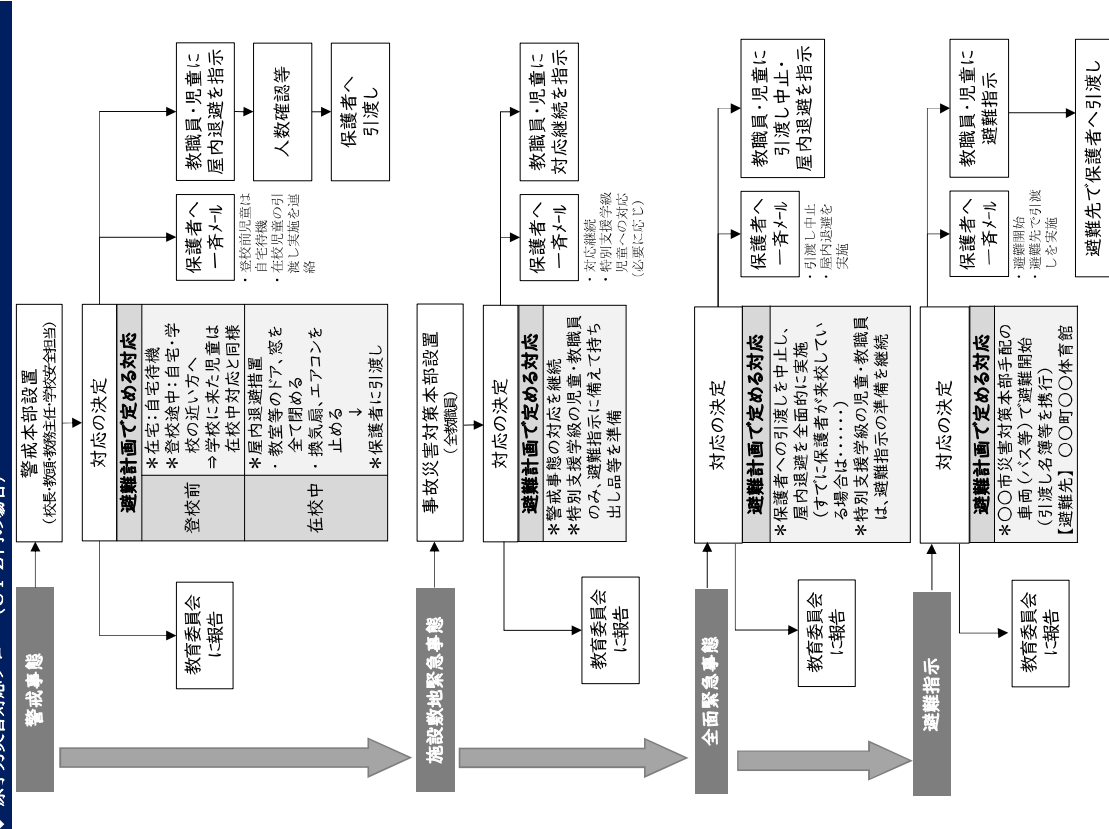 警戒事態
警戒本部設置
（校長・教頭・教務主任・学校安全担当）
対応の決定
避難計画で定める対応
登校前
＊在宅：自宅待機
＊登校途中：自宅・学
校の近い方へ
⇒学校に来た児童は
在校中対応と同様
在校中
＊屋内退避措置
・教室等のドア、窓を
全て閉める
・換気扇、エアコンを
止める
↓
＊保護者に引渡し
教育委員会
に報告
保護者へ
一斉メール
・登校前児童は
自宅待機
・在校児童の引
渡し実施を連
絡
教職員・児童に
屋内退避を指示
人数確認等
保護者へ
引渡し
施設敷地緊急事態
事故災害対策本部設置
（全教職員）
対応の決定
避難計画で定める対応
＊警戒事態の対応を継続
＊特別支援学級の児童・教職員
のみ、避難指示に備えて持ち
出し品等を準備
教育委員会
に報告
保護者へ
一斉メール
・対応継続
・特別支援学級
児童への対応
（必要に応じ）
教職員・児童に
対応継続を指示
全面緊急事態
対応の決定
避難計画で定める対応
＊保護者への引渡しを中止し、
屋内退避を全面的に実施
（すでに保護者が来校してい
る場合は・・・・・）
＊特別支援学級の児童・教職員
は、避難指示の準備を継続
教育委員会
に報告
保護者へ
一斉メール
・引渡し中止
・屋内退避を
実施
教職員・児童に
引渡し中止・
屋内退避を指示
避難指示
対応の決定
避難計画で定める対応
＊〇〇市災害対策本部手配の
車両（バス等）で避難開始
（引渡し名簿等を携行）
【避難先】〇〇町〇〇体育館
教育委員会
に報告
保護者へ
一斉メール
・避難開始
・避難先で引渡
しを実施
教職員・児童に
避難指示
避難先で保護者へ引渡し